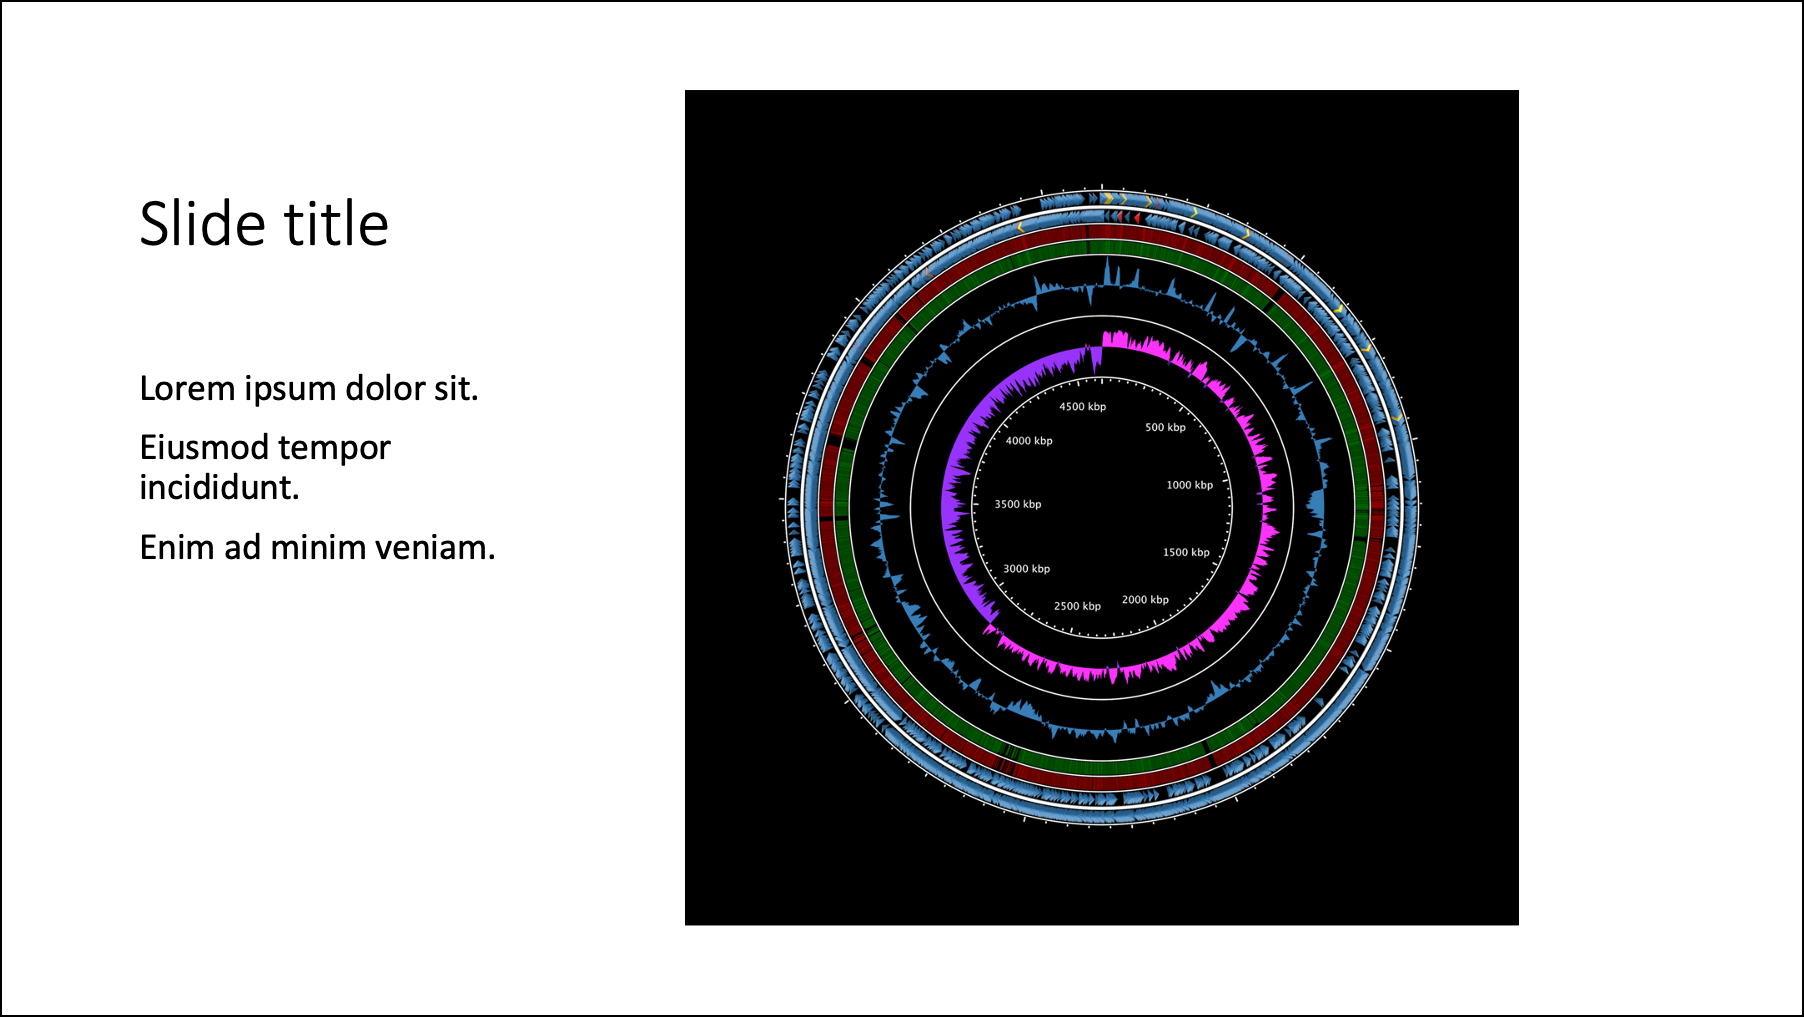 Slide title
Lorem ipsum dolor sit.
Eiusmod tempor
incididunt.
Enim ad minim veniam.
4500 kbp
500 kbp
4000 kbp
1000 kbp
3500 kbp
1500 kbp
3000 kbp
2000 kbp
2500 kbp